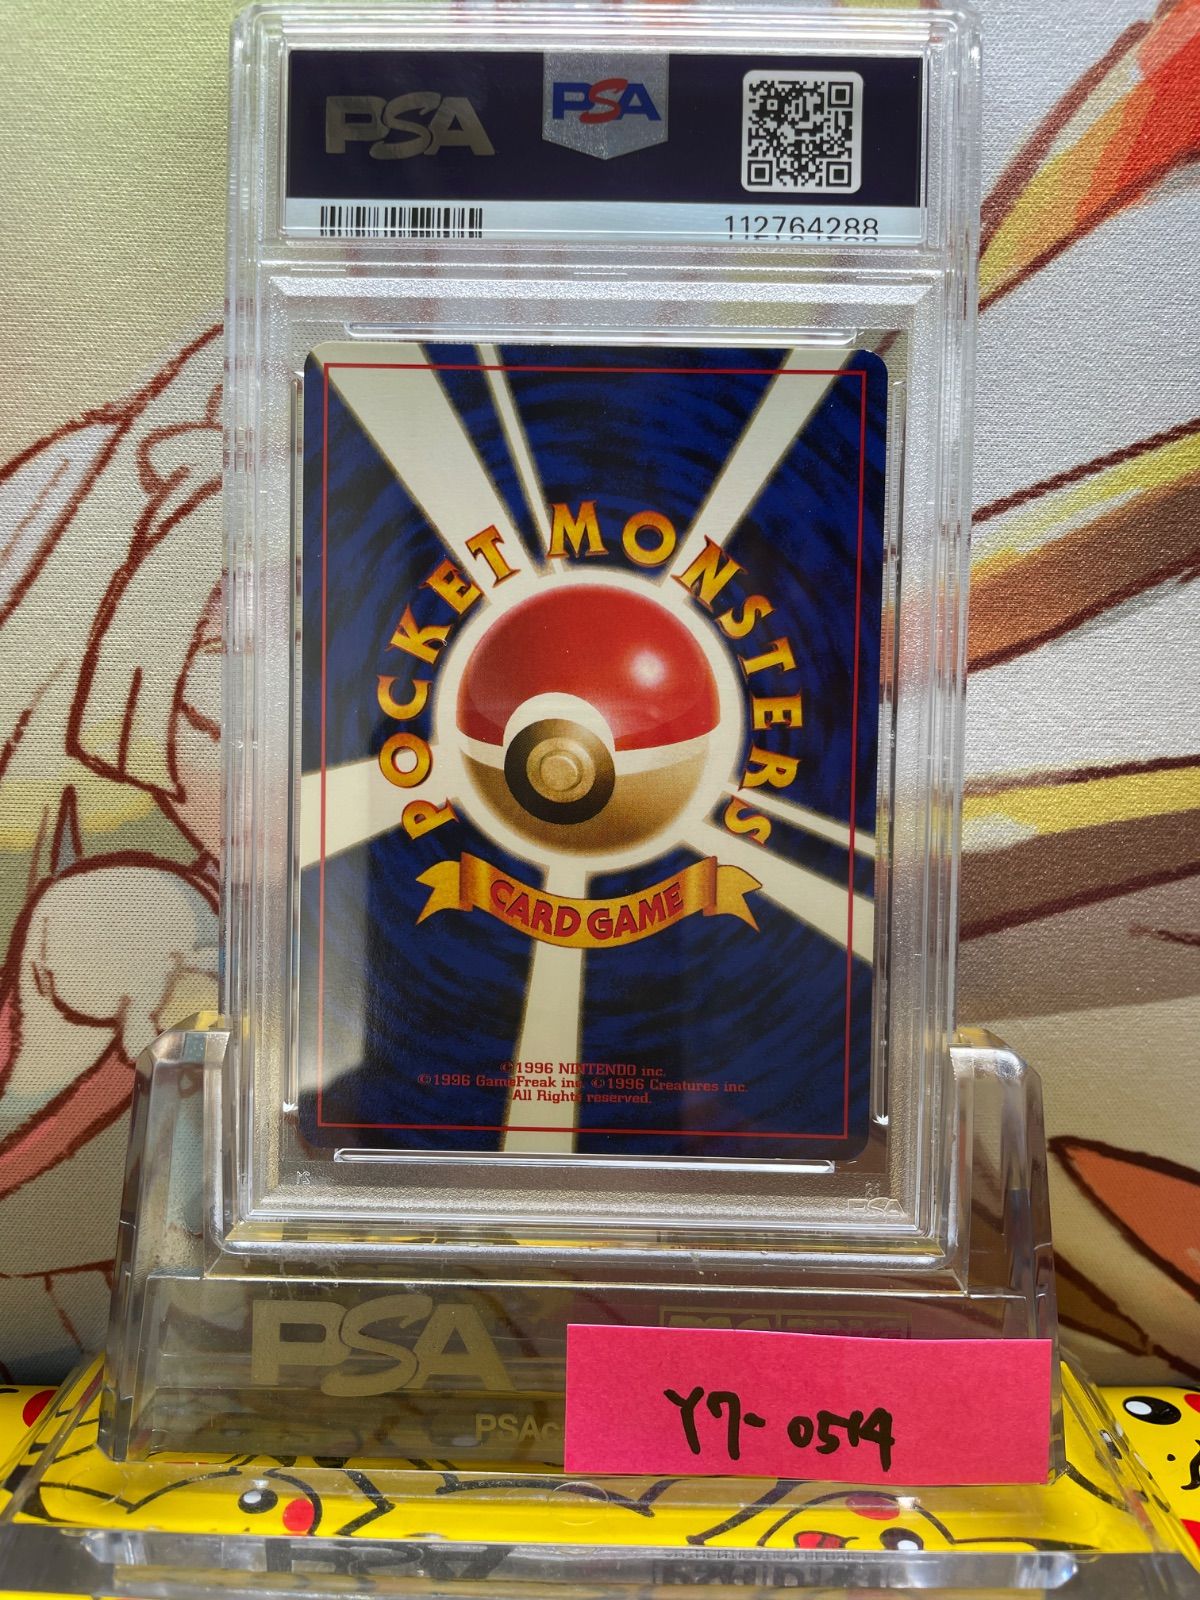 PSA
PSA
112764288
POCKET MONSTERS
CARD GAME
©1996 NINTENDO inc.
©1996 GameFreak inc. ©1996 Creatures inc.
All Rights reserved.
PSA
PSA
Y7-0514